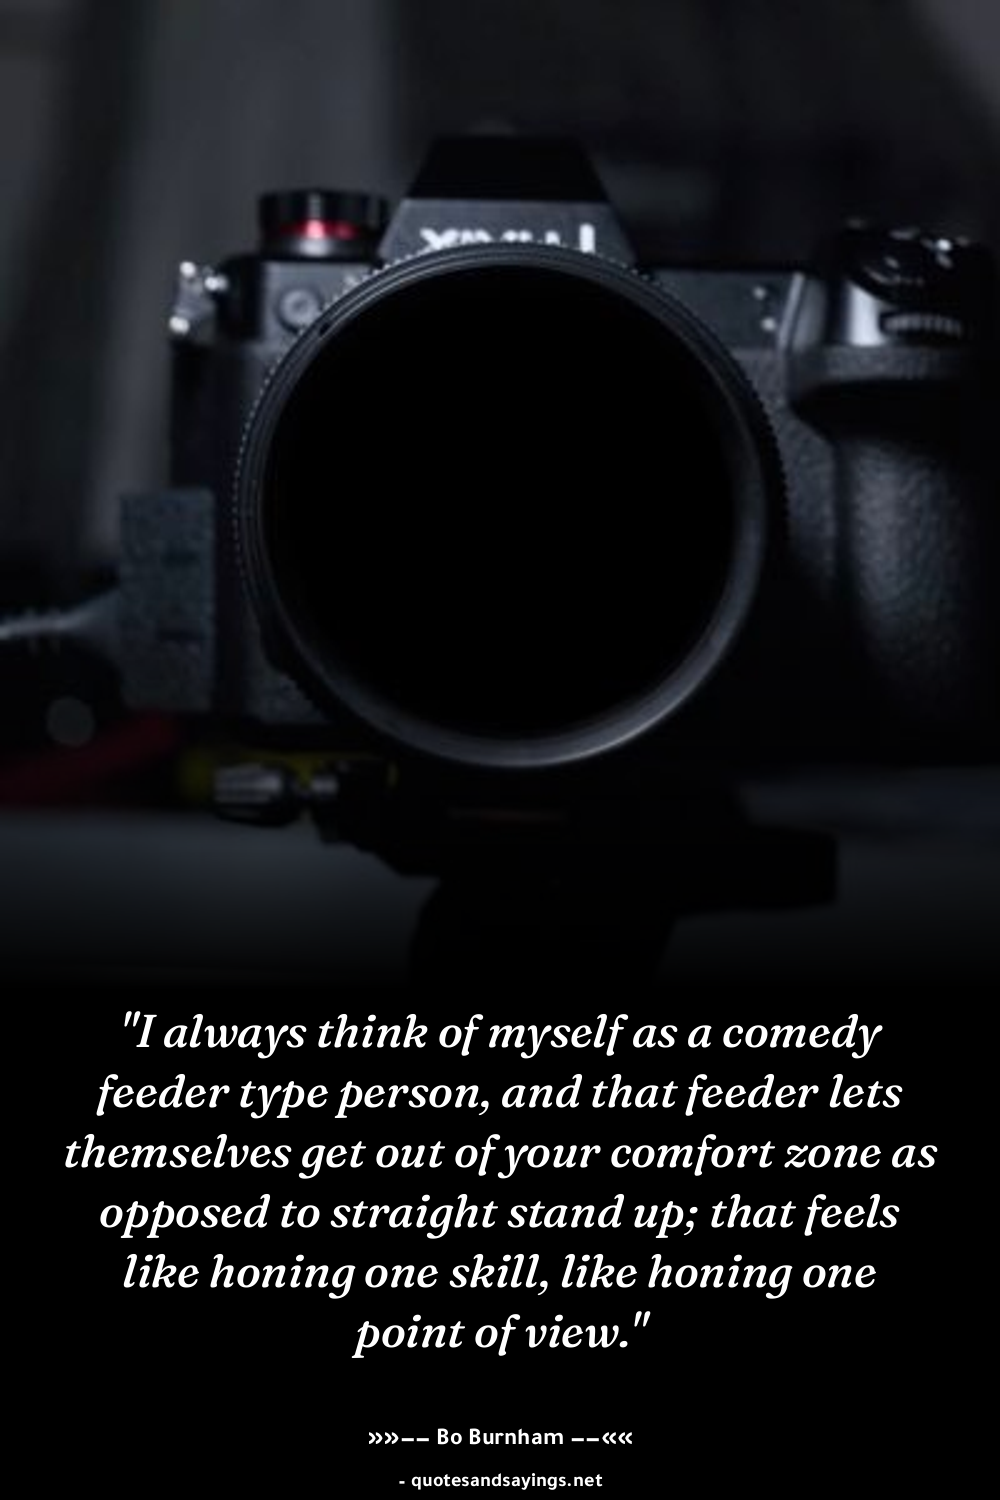 "I always think of myself as a comedy
feeder type person, and that feeder lets
themselves get out of your comfort zone as
opposed to straight stand up; that feels
like honing one skill, like honing one
point of view."
»»–– Bo Burnham ––««
- quotesandsayings.net